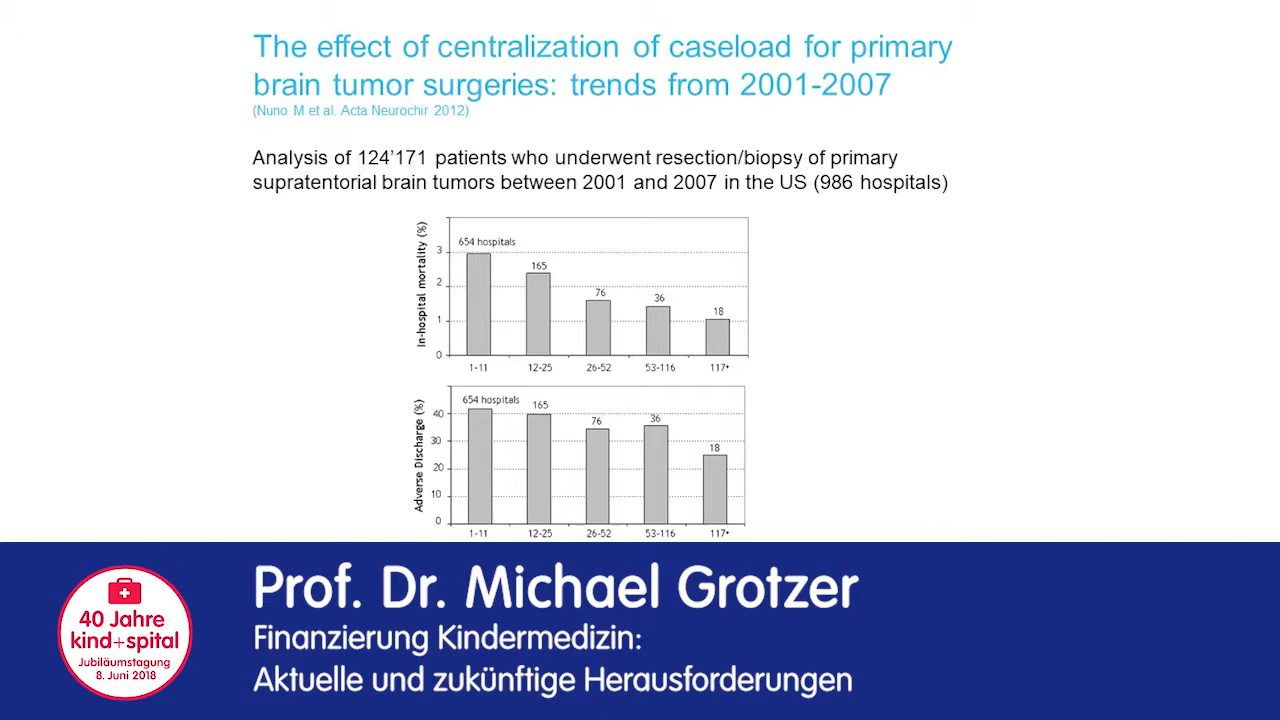 The effect of centralization of caseload for primary
brain tumor surgeries: trends from 2001-2007
(Nuno M et al. Acta Neurochir 2012)
Analysis of 124’171 patients who underwent resection/biopsy of primary
supratentorial brain tumors between 2001 and 2007 in the US (986 hospitals)
In-hospital mortality (%)
3
2
1
0
654 hospitals
165
76
36
18
1-11
12-25
26-52
53-116
117+
Adverse Discharge (%)
40
30
20
10
0
654 hospitals
165
76
36
18
1-11
12-25
26-52
53-116
117+
40 Jahre
kind+spital
Jubiläumstagung
8. Juni 2018
Prof. Dr. Michael Grotzer
Finanzierung Kindermedizin:
Aktuelle und zukünftige Herausforderungen